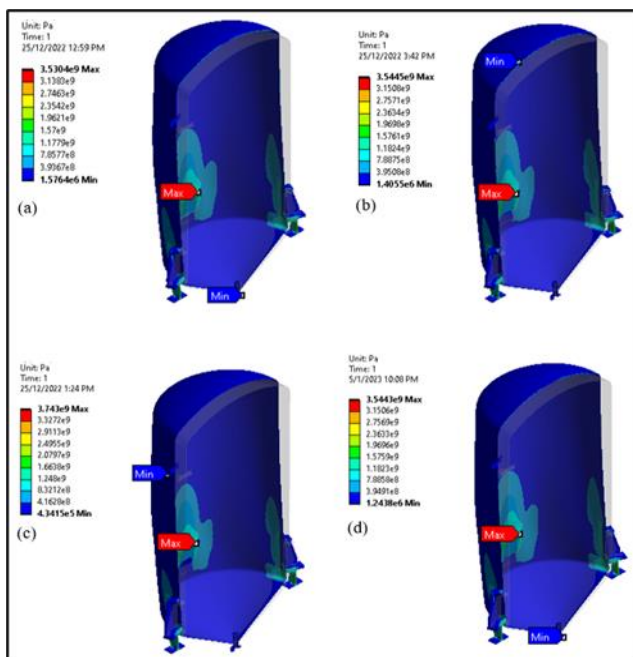 Unit: Pa
Time: 1
25/12/2022 12:59 PM
3.5304e9 Max
3.1383e9
2.7463e9
2.3542e9
1.9621e9
1.57e9
1.1779e9
7.8577e8
3.9367e8
1.5764e6 Min
Max
Min
(a)
Unit: Pa
Time: 1
25/12/2022 3:42 PM
3.5445e9 Max
3.1508e9
2.7571e9
2.3634e9
1.9698e9
1.5761e9
1.1824e9
7.8875e8
3.9508e8
1.4055e6 Min
Min
Max
(b)
Unit: Pa
Time: 1
25/12/2022 1:24 PM
3.743e9 Max
3.3272e9
2.9113e9
2.4955e9
2.0797e9
1.6638e9
1.248e9
8.3212e8
4.1628e8
4.3415e5 Min
Min
Max
(c)
Unit: Pa
Time: 1
5/1/2023 10:08 PM
3.5443e9 Max
3.1506e9
2.7569e9
2.3633e9
1.9696e9
1.5759e9
1.1823e9
7.8858e8
3.9491e8
1.2438e6 Min
Max
Min
(d)